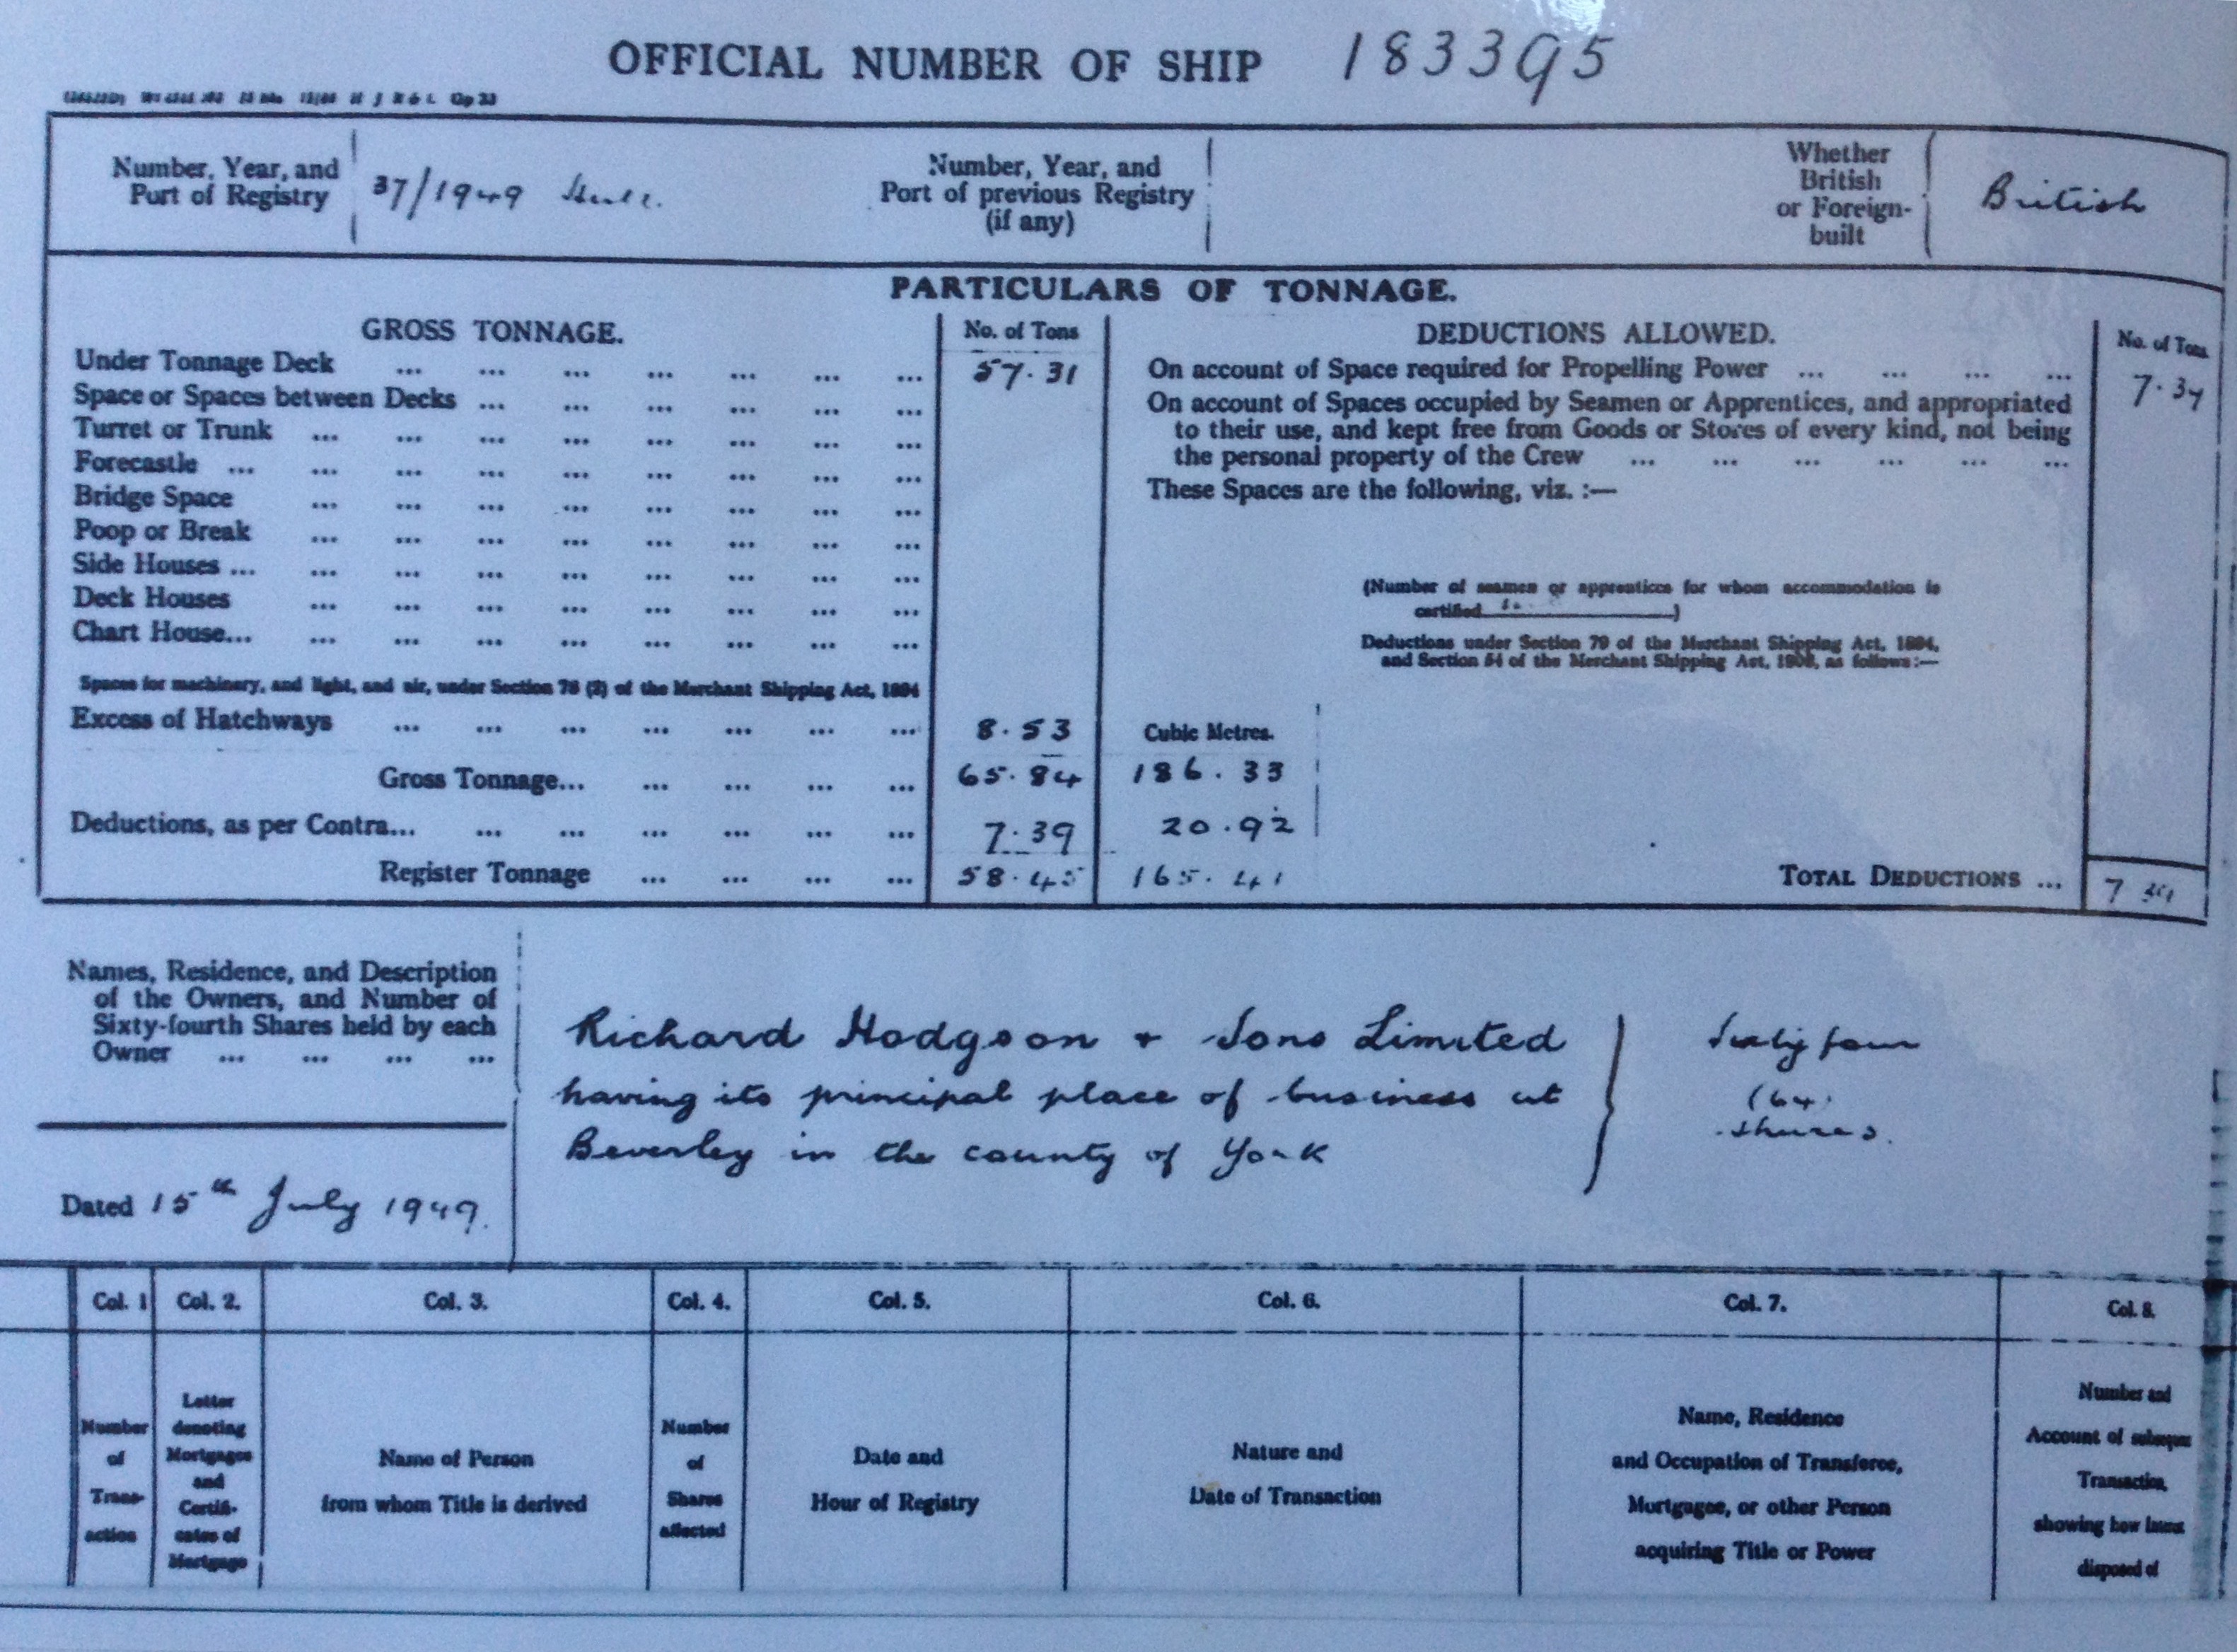 OFFICIAL NUMBER OF SHIP 183395
Number, Year, and
Port of Registry
37/1949 Hull.
Number, Year, and
Port of previous Registry
(if any)
Whether
British
or Foreign-
built
British
PARTICULARS OF TONNAGE.
GROSS TONNAGE.
No. of Tons
Under Tonnage Deck ... ... ... ... ... ... ... 57.31
Space or Spaces between Decks ... ... ... ... ... ...
Turret or Trunk ... ... ... ... ... ... ... ...
Forecastle ... ... ... ... ... ... ... ... ...
Bridge Space ... ... ... ... ... ... ... ...
Poop or Break ... ... ... ... ... ... ... ...
Side Houses ... ... ... ... ... ... ... ... ...
Deck Houses ... ... ... ... ... ... ... ...
Chart House... ... ... ... ... ... ... ... ...
Spaces for machinery, and light, and air, under Section 78 (2) of the Merchant Shipping Act, 1894
Excess of Hatchways ... ... ... ... ... ... ... 8.53
Cubic Metres.
Gross Tonnage... ... ... ... ... 65.84 186.33
Deductions, as per Contra... ... ... ... ... ... ... 7.39 20.92
Register Tonnage ... ... ... ... 58.45 165.41
DEDUCTIONS ALLOWED.
No. of Tons
On account of Space required for Propelling Power ... ... ... ... 7.39
On account of Spaces occupied by Seamen or Apprentices, and appropriated
to their use, and kept free from Goods or Stores of every kind, not being
the personal property of the Crew ... ... ... ... ... ...
These Spaces are the following, viz. :—
(Number of seamen or apprentices for whom accommodation is
certified )
Deductions under Section 79 of the Merchant Shipping Act, 1894,
and Section 54 of the Merchant Shipping Act, 1906, as follows:—
TOTAL DEDUCTIONS ... 7 39
Names, Residence, and Description
of the Owners, and Number of
Sixty-fourth Shares held by each
Owner ... ... ... ...
Dated 15th July 1949.
Richard Hodgson + Sons Limited
having its principal place of business at
Beverley in the county of York
Sixty four
(64)
shares.
Col. 1
Number
of
Trans-
action
Col. 2.
Letter
denoting
Mortgages
and
Certifi-
cates of
Mortgage
Col. 3.
Name of Person
from whom Title is derived
Col. 4.
Number
of
Shares
affected
Col. 5.
Date and
Hour of Registry
Col. 6.
Nature and
Date of Transaction
Col. 7.
Name, Residence
and Occupation of Transferee,
Mortgagee, or other Person
acquiring Title or Power
Col. 8.
Number and
Account of
Transaction,
showing how
disposed of